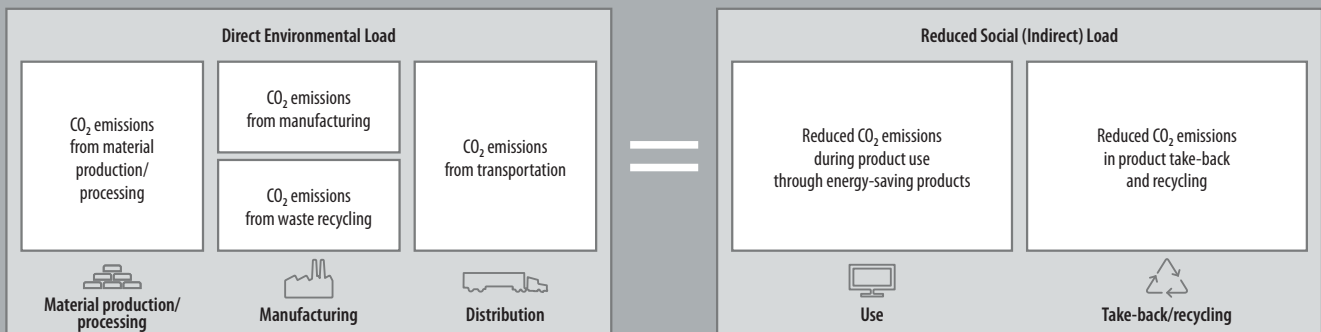 Direct Environmental Load
CO₂ emissions
from material
production/
processing
CO₂ emissions
from manufacturing
CO₂ emissions
from waste recycling
CO₂ emissions
from transportation
Material production/
processing
Manufacturing
Distribution
=
Reduced Social (Indirect) Load
Reduced CO₂ emissions
during product use
through energy-saving products
Reduced CO₂ emissions
in product take-back
and recycling
Use
Take-back/recycling